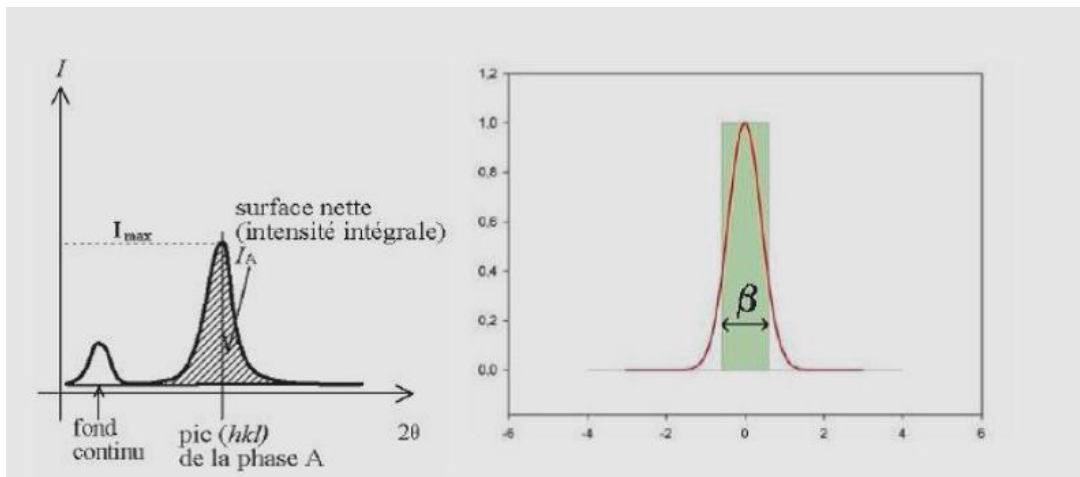 I
I_max
surface nette
(intensité intégrale)
I_A
fond
continu
pic (hkl)
de la phase A
2θ
1,2
1,0
0,8
0,6
0,4
0,2
0,0
β
-6
-4
-2
0
2
4
6